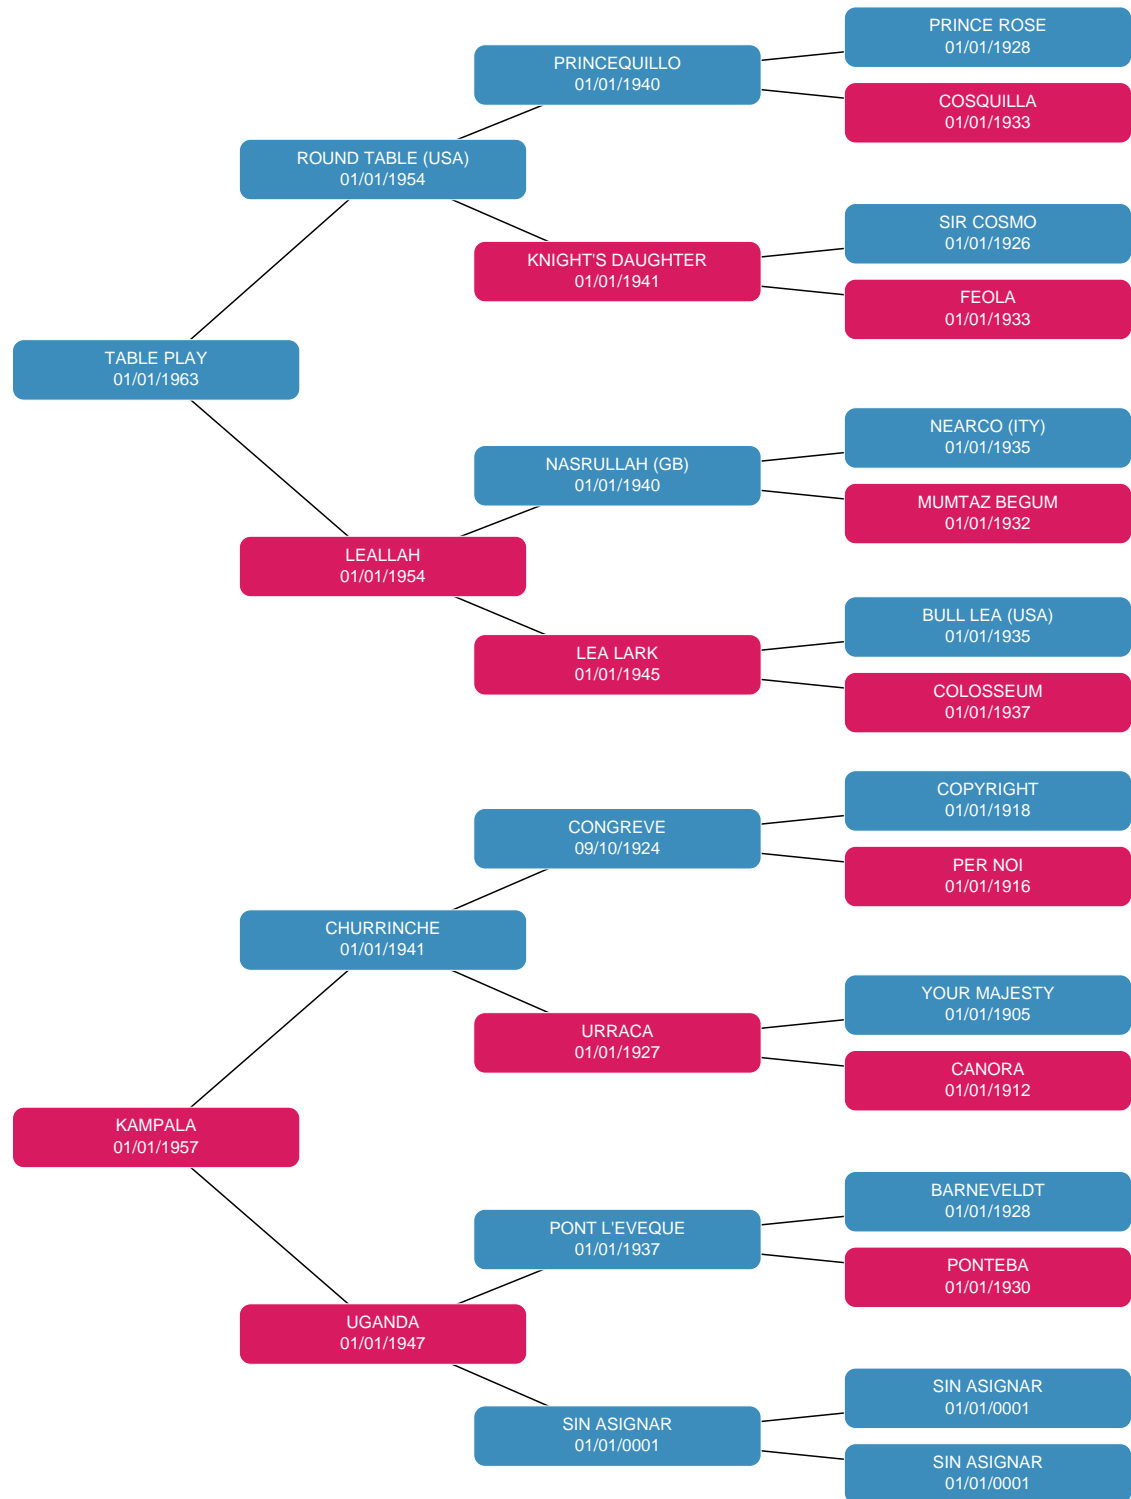 PRINCE ROSE
01/01/1928
PRINCEQUILLO
01/01/1940
COSQUILLA
01/01/1933
ROUND TABLE (USA)
01/01/1954
SIR COSMO
01/01/1926
KNIGHT'S DAUGHTER
01/01/1941
FEOLA
01/01/1933
TABLE PLAY
01/01/1963
NEARCO (ITY)
01/01/1935
NASRULLAH (GB)
01/01/1940
MUMTAZ BEGUM
01/01/1932
LEALLAH
01/01/1954
BULL LEA (USA)
01/01/1935
LEA LARK
01/01/1945
COLOSSEUM
01/01/1937
COPYRIGHT
01/01/1918
CONGREVE
09/10/1924
PER NOI
01/01/1916
CHURRINCHE
01/01/1941
YOUR MAJESTY
01/01/1905
URRACA
01/01/1927
CANORA
01/01/1912
KAMPALA
01/01/1957
BARNEVELDT
01/01/1928
PONT L'EVEQUE
01/01/1937
PONTEBA
01/01/1930
UGANDA
01/01/1947
SIN ASIGNAR
01/01/0001
SIN ASIGNAR
01/01/0001
SIN ASIGNAR
01/01/0001